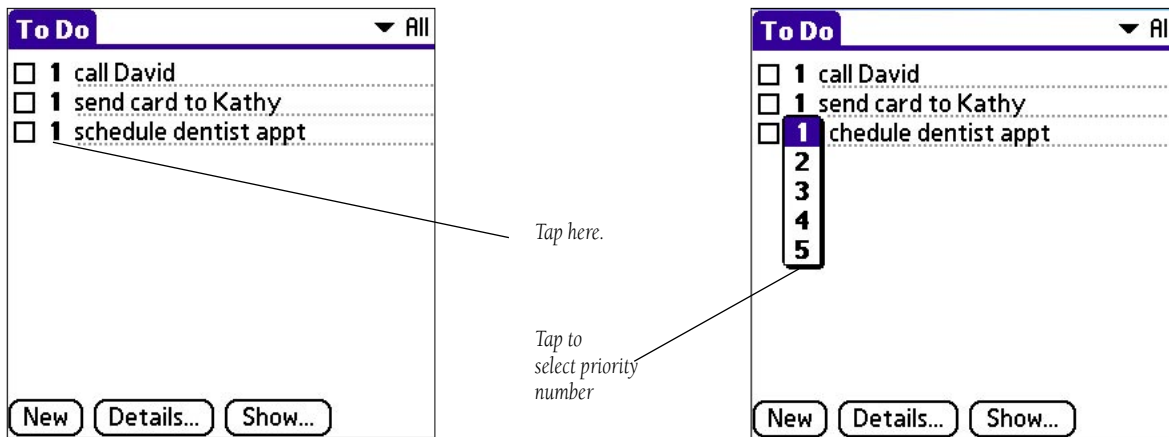 To Do
All
1 call David
1 send card to Kathy
1 schedule dentist appt
New Details... Show...
Tap here.
Tap to
select priority
number
To Do
Al
1 call David
1 send card to Kathy
1 chedule dentist appt
2
3
4
5
New Details... Show...